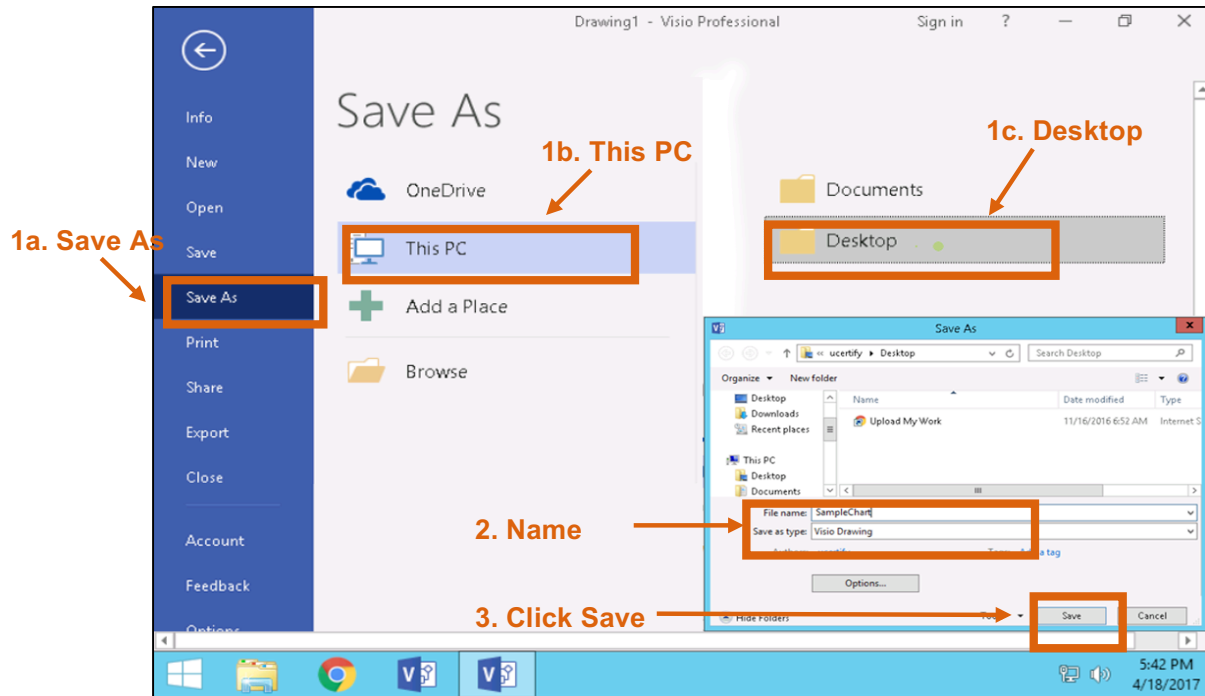 Drawing1 - Visio Professional
Sign in ?
Save As
Info
New
Open
Save
Save As
Print
Share
Export
Close
Account
Feedback
Options
1a. Save As
1b. This PC
1c. Desktop
OneDrive
This PC
Add a Place
Browse
Documents
Desktop
Save As
« ucertify Desktop
Search Desktop
Organize New folder
Desktop
Downloads
Recent places
This PC
Desktop
Documents
Name Date modified Type
Upload My Work 11/16/2016 6:52 AM Internet S
File name: SampleChart
Save as type: Visio Drawing
a tag
Options...
Hide Folders
Save
Cancel
2. Name
3. Click Save
5:42 PM
4/18/2017